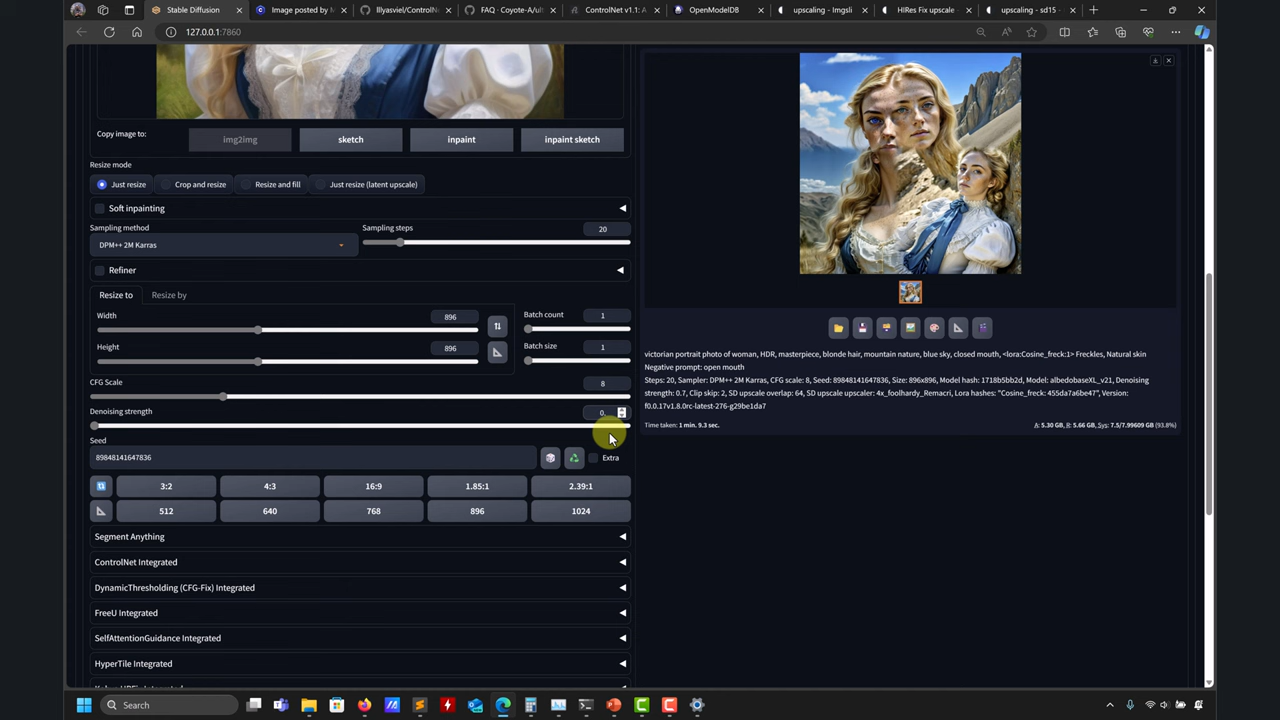 Stable Diffusion
Image posted by M
lllyasviel/ControlNe
FAQ · Coyote-A/ult
ControlNet v1.1: A c
OpenModelDB
upscaling - Imgsli
HIRes Fix upscale -
upscaling - sd15 -
127.0.0.1:7860
Copy image to:
img2img
sketch
inpaint
inpaint sketch
Resize mode
Just resize
Crop and resize
Resize and fill
Just resize (latent upscale)
Soft inpainting
Sampling method
Sampling steps
20
DPM++ 2M Karras
Refiner
Resize to
Resize by
Width
896
Batch count
1
Height
896
Batch size
1
CFG Scale
8
Denoising strength
0.
Seed
89848141647836
Extra
3:2
4:3
16:9
1.85:1
2.39:1
512
640
768
896
1024
Segment Anything
ControlNet Integrated
DynamicThresholding (CFG-Fix) Integrated
FreeU Integrated
SelfAttentionGuidance Integrated
HyperTile Integrated
victorian portrait photo of woman, HDR, masterpiece, blonde hair, mountain nature, blue sky, closed mouth, <lora:Cosine_freck:1> Freckles, Natural skin
Negative prompt: open mouth
Steps: 20, Sampler: DPM++ 2M Karras, CFG scale: 8, Seed: 89848141647836, Size: 896x896, Model hash: 1718b5bb2d, Model: albedobaseXL_v21, Denoising
strength: 0.7, Clip skip: 2, SD upscale overlap: 64, SD upscale upscaler: 4x_foolhardy_Remacri, Lora hashes: "Cosine_freck: 455da7a6be47", Version:
f0.0.17v1.8.0rc-latest-276-g29be1da7
Time taken: 1 min. 9.3 sec.
A: 5.30 GB, R: 5.66 GB, Sys: 7.5/7.99609 GB (93.8%)
Search